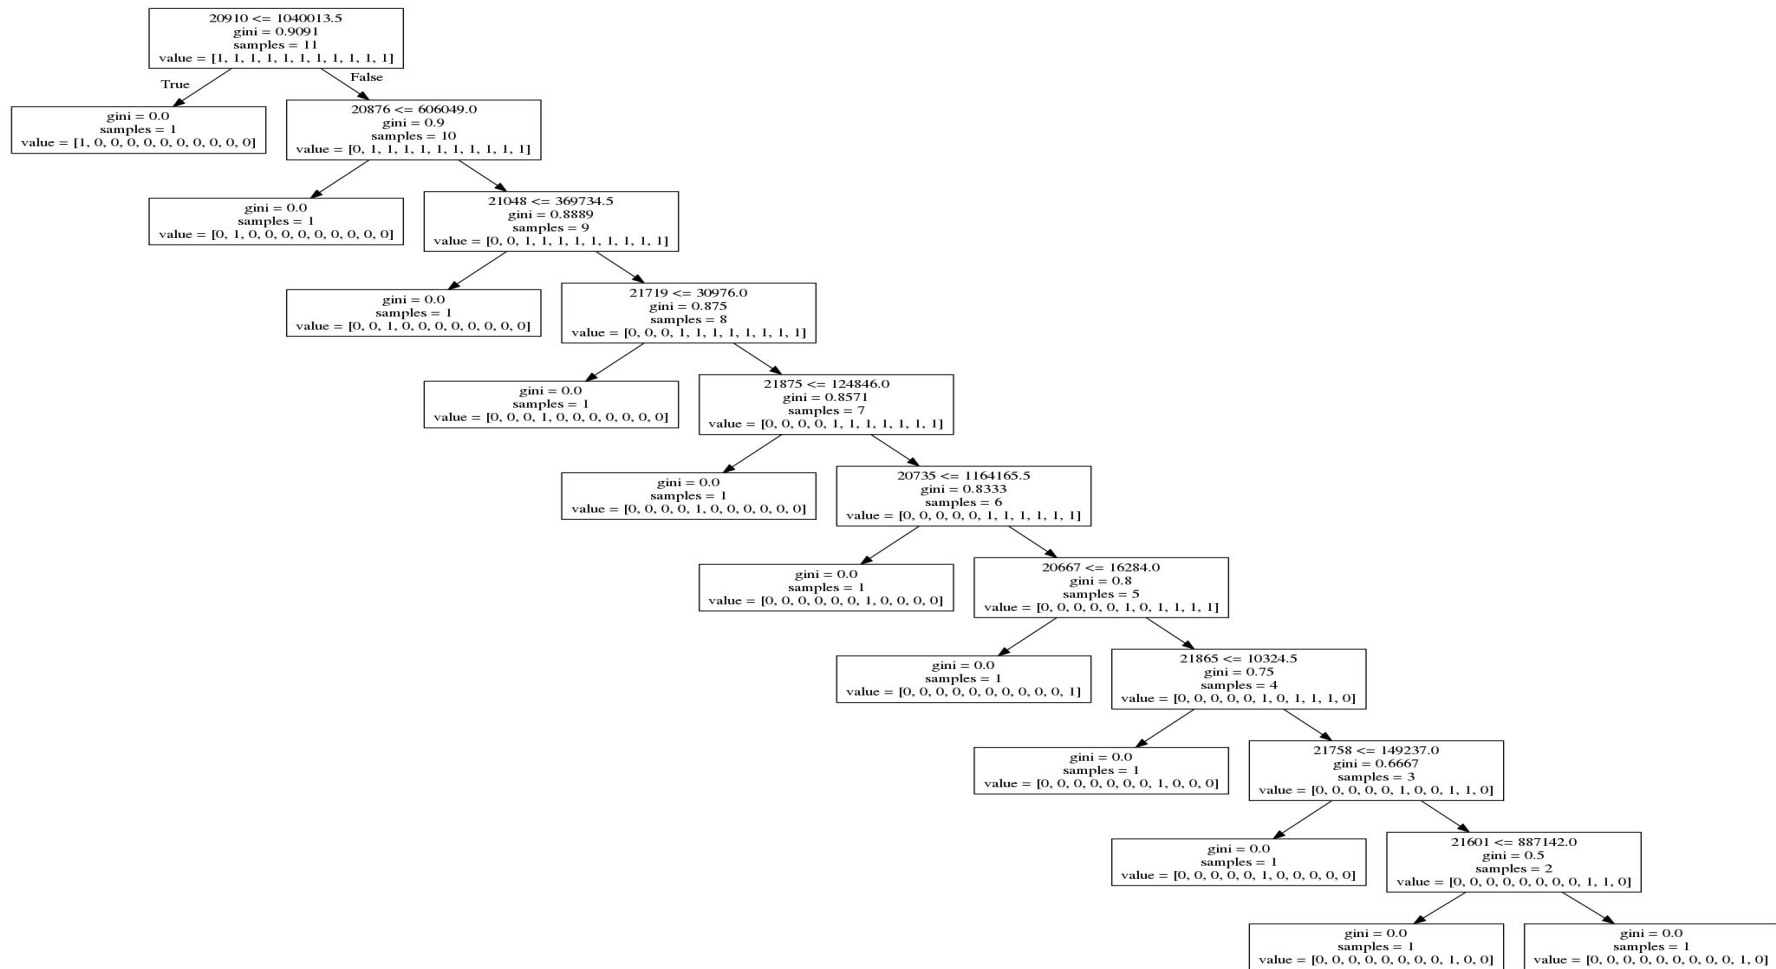 20910 <= 1040013.5
gini = 0.9091
samples = 11
value = [1, 1, 1, 1, 1, 1, 1, 1, 1, 1, 1]
True
False
gini = 0.0
samples = 1
value = [1, 0, 0, 0, 0, 0, 0, 0, 0, 0, 0]
20876 <= 606049.0
gini = 0.9
samples = 10
value = [0, 1, 1, 1, 1, 1, 1, 1, 1, 1, 1]
gini = 0.0
samples = 1
value = [0, 1, 0, 0, 0, 0, 0, 0, 0, 0, 0]
21048 <= 369734.5
gini = 0.8889
samples = 9
value = [0, 0, 1, 1, 1, 1, 1, 1, 1, 1, 1]
gini = 0.0
samples = 1
value = [0, 0, 1, 0, 0, 0, 0, 0, 0, 0, 0]
21719 <= 30976.0
gini = 0.875
samples = 8
value = [0, 0, 0, 1, 1, 1, 1, 1, 1, 1, 1]
gini = 0.0
samples = 1
value = [0, 0, 0, 1, 0, 0, 0, 0, 0, 0, 0]
21875 <= 124846.0
gini = 0.8571
samples = 7
value = [0, 0, 0, 0, 1, 1, 1, 1, 1, 1, 1]
gini = 0.0
samples = 1
value = [0, 0, 0, 0, 1, 0, 0, 0, 0, 0, 0]
20735 <= 1164165.5
gini = 0.8333
samples = 6
value = [0, 0, 0, 0, 0, 1, 1, 1, 1, 1, 1]
gini = 0.0
samples = 1
value = [0, 0, 0, 0, 0, 0, 1, 0, 0, 0, 0]
20667 <= 16284.0
gini = 0.8
samples = 5
value = [0, 0, 0, 0, 0, 1, 0, 1, 1, 1, 1]
gini = 0.0
samples = 1
value = [0, 0, 0, 0, 0, 0, 0, 0, 0, 0, 1]
21865 <= 10324.5
gini = 0.75
samples = 4
value = [0, 0, 0, 0, 0, 1, 0, 1, 1, 1, 0]
gini = 0.0
samples = 1
value = [0, 0, 0, 0, 0, 0, 0, 1, 0, 0, 0]
21758 <= 149237.0
gini = 0.6667
samples = 3
value = [0, 0, 0, 0, 0, 1, 0, 0, 1, 1, 0]
gini = 0.0
samples = 1
value = [0, 0, 0, 0, 0, 1, 0, 0, 0, 0, 0]
21601 <= 887142.0
gini = 0.5
samples = 2
value = [0, 0, 0, 0, 0, 0, 0, 0, 1, 1, 0]
gini = 0.0
samples = 1
value = [0, 0, 0, 0, 0, 0, 0, 0, 1, 0, 0]
gini = 0.0
samples = 1
value = [0, 0, 0, 0, 0, 0, 0, 0, 0, 1, 0]